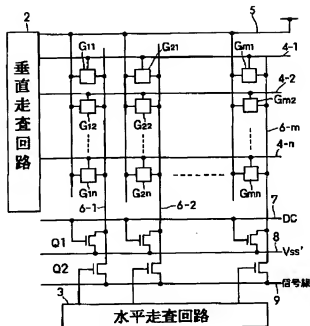 2
5
垂直走査回路
G11
G21
Gm1
4-1
4-2
G12
G22
Gm2
6-m
4-n
G1n
G2n
Gmn
6-1
6-2
7
DC
Q1
8
Vss'
Q2
信号線
3
9
水平走査回路